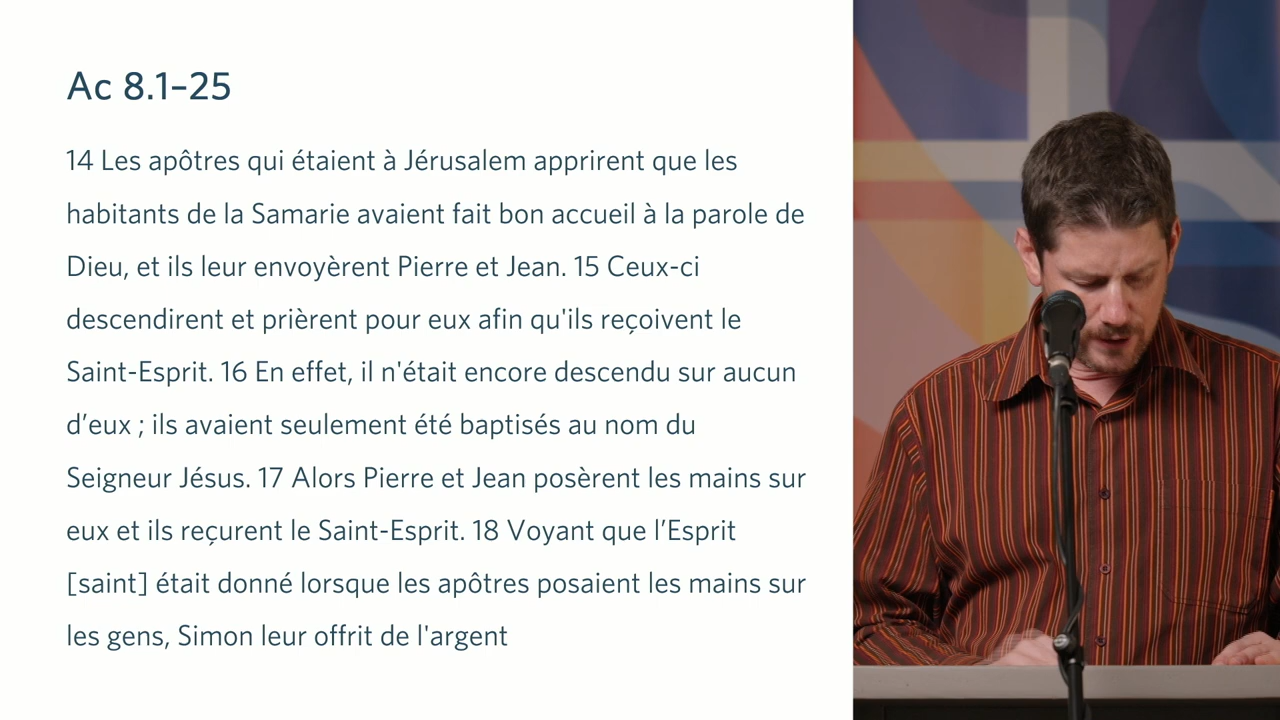 Ac 8.1–25
14 Les apôtres qui étaient à Jérusalem apprirent que les
habitants de la Samarie avaient fait bon accueil à la parole de
Dieu, et ils leur envoyèrent Pierre et Jean. 15 Ceux-ci
descendirent et prièrent pour eux afin qu'ils reçoivent le
Saint-Esprit. 16 En effet, il n'était encore descendu sur aucun
d’eux ; ils avaient seulement été baptisés au nom du
Seigneur Jésus. 17 Alors Pierre et Jean posèrent les mains sur
eux et ils reçurent le Saint-Esprit. 18 Voyant que l’Esprit
[saint] était donné lorsque les apôtres posaient les mains sur
les gens, Simon leur offrit de l'argent